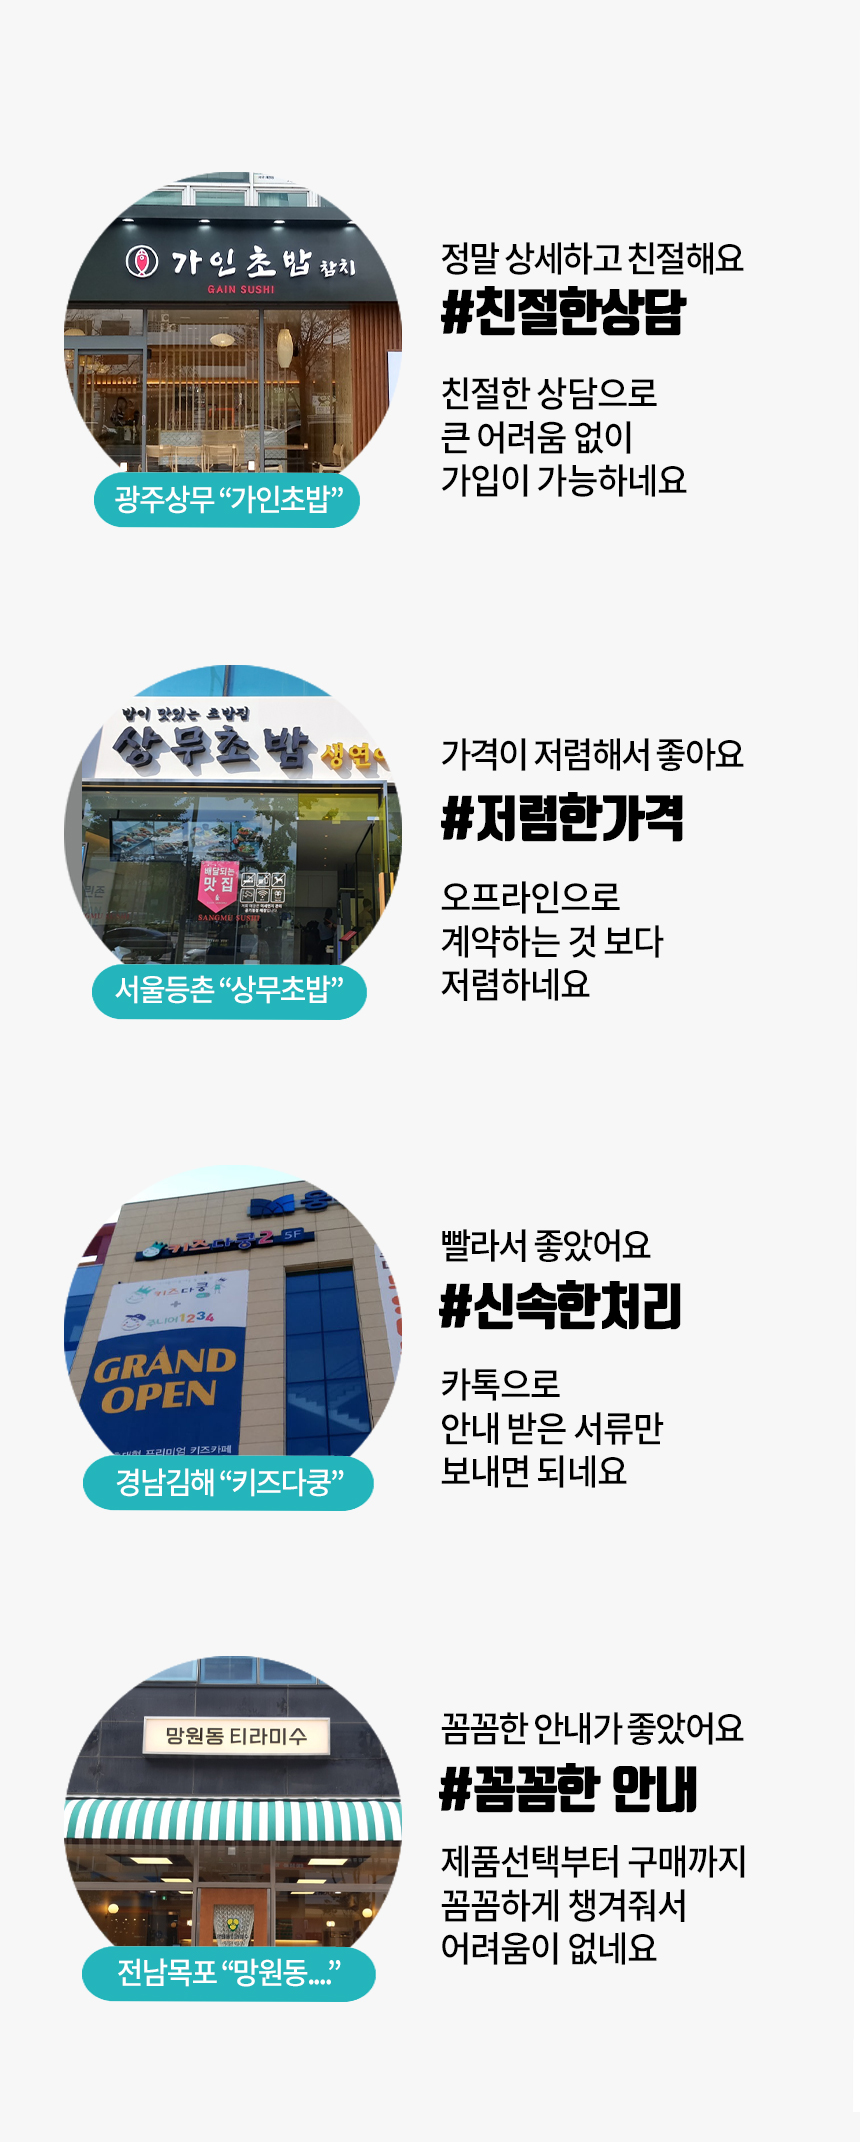 가인초밥 참치
GAIN SUSHI
광주상무 “가인초밥”
정말 상세하고 친절해요
#친절한상담
친절한 상담으로
큰 어려움 없이
가입이 가능하네요
밥이 맛있는 초밥집
상무초밥 생연어
배달되는
맛집
SANGMU SUSHI
서울등촌 “상무초밥”
가격이 저렴해서 좋아요
#저렴한가격
오프라인으로
계약하는 것 보다
저렴하네요
키즈다쿵2 5F
키즈다쿵
+
주니어1234
GRAND
OPEN
프리미엄 키즈카페
경남김해 “키즈다쿵”
빨라서 좋았어요
#신속한처리
카톡으로
안내 받은 서류만
보내면 되네요
망원동 티라미수
전남목포 “망원동....”
꼼꼼한 안내가 좋았어요
#꼼꼼한 안내
제품선택부터 구매까지
꼼꼼하게 챙겨줘서
어려움이 없네요